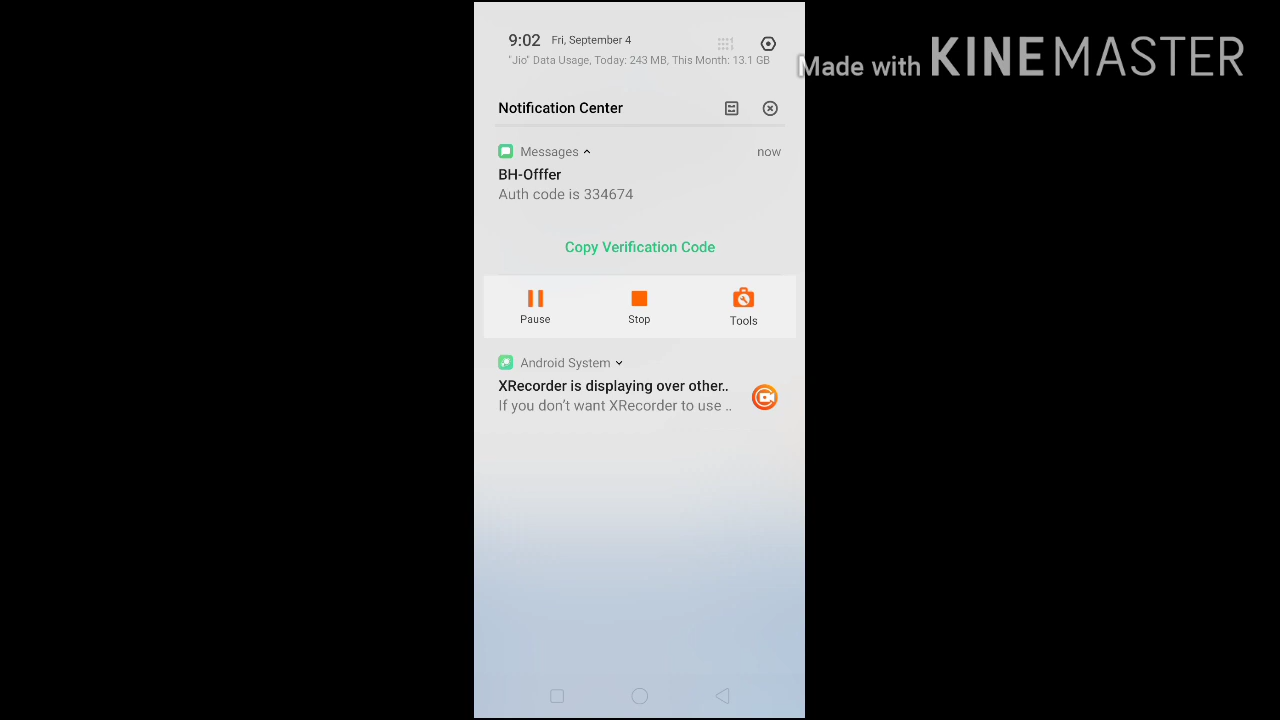 9:02 Fri, September 4
"Jio" Data Usage, Today: 243 MB, This Month: 13.1 GB
Made with KINEMASTER
Notification Center
Messages now
BH-Offfer
Auth code is 334674
Copy Verification Code
Pause Stop Tools
Android System
XRecorder is displaying over other..
If you don't want XRecorder to use ..